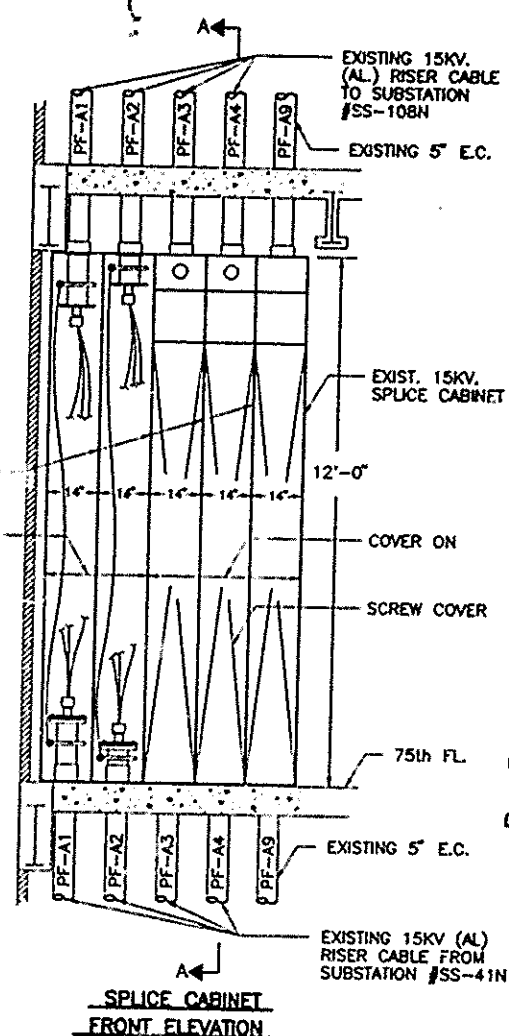 A
EXISTING 15KV.
(AL.) RISER CABLE
TO SUBSTATION
#SS-108N
PF-A1
PF-A2
PF-A3
PF-A4
PF-A9
EXISTING 5" E.C.
EXIST. 15KV.
SPLICE CABINET
12'-0"
14"
14"
14"
14"
14"
COVER ON
SCREW COVER
75th FL.
PF-A1
PF-A2
PF-A3
PF-A4
PF-A9
EXISTING 5" E.C.
EXISTING 15KV (AL)
RISER CABLE FROM
SUBSTATION #SS-41N
A
SPLICE CABINET
FRONT ELEVATION